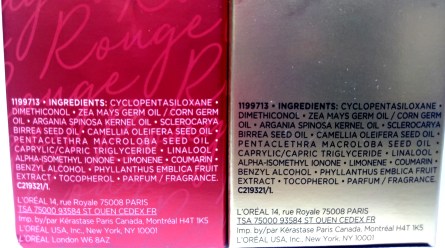 Rouge
1199713 • INGREDIENTS: CYCLOPENTASILOXANE •
DIMETHICONOL • ZEA MAYS GERM OIL / CORN GERM
OIL • ARGANIA SPINOSA KERNEL OIL • SCLEROCARYA
BIRREA SEED OIL • CAMELLIA OLEIFERA SEED OIL •
PENTACLETHRA MACROLOBA SEED OIL •
CAPRYLIC/CAPRIC TRIGLYCERIDE • LINALOOL •
ALPHA-ISOMETHYL IONONE • LIMONENE • COUMARIN •
BENZYL ALCOHOL • PHYLLANTHUS EMBLICA FRUIT
EXTRACT • TOCOPHEROL • PARFUM / FRAGRANCE.
C219321/1.
L'ORÉAL 14, rue Royale 75008 PARIS
TSA 75000 93584 ST OUEN CEDEX FR
Imp. by/par Kérastase Paris Canada, Montréal H4T 1K5
L'OREAL USA, Inc., New York, NY 10001
L'OREAL London W6 8AZ
1199713 • INGREDIENTS: CYCLOPENTASILOXANE •
DIMETHICONOL • ZEA MAYS GERM OIL / CORN GERM
OIL • ARGANIA SPINOSA KERNEL OIL • SCLEROCARYA
BIRREA SEED OIL • CAMELLIA OLEIFERA SEED OIL •
PENTACLETHRA MACROLOBA SEED OIL •
CAPRYLIC/CAPRIC TRIGLYCERIDE • LINALOOL •
ALPHA-ISOMETHYL IONONE • LIMONENE • COUMARIN •
BENZYL ALCOHOL • PHYLLANTHUS EMBLICA FRUIT
EXTRACT • TOCOPHEROL • PARFUM / FRAGRANCE.
C219321/1.
L'ORÉAL 14, rue Royale 75008 PARIS
TSA 75000 93584 ST OUEN CEDEX FR
Imp. by/par Kérastase Paris Canada, Montréal H4T 1K5
L'OREAL USA, Inc., New York, NY 10001